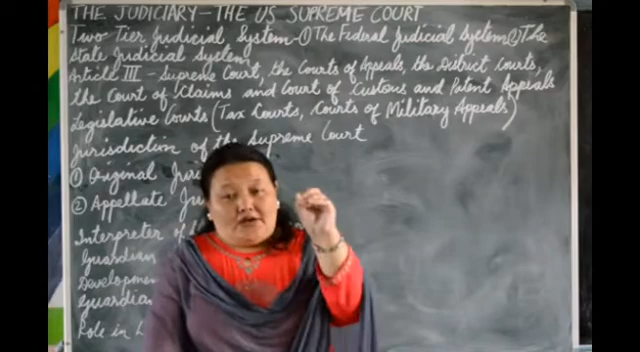 THE JUDICIARY – THE US SUPREME COURT
Two Tier Judicial System – ① The Federal Judicial System ② The
State Judicial System
Article III – Supreme Court, the Courts of Appeals, the District Courts,
the Court of Claims and Court of Customs and Patent Appeals
Legislative Courts (Tax Courts, Courts of Military Appeals)
Jurisdiction of the Supreme Court
① Original
② Appellate
Interpreter of
Guardian
Development
Guardian
Role in